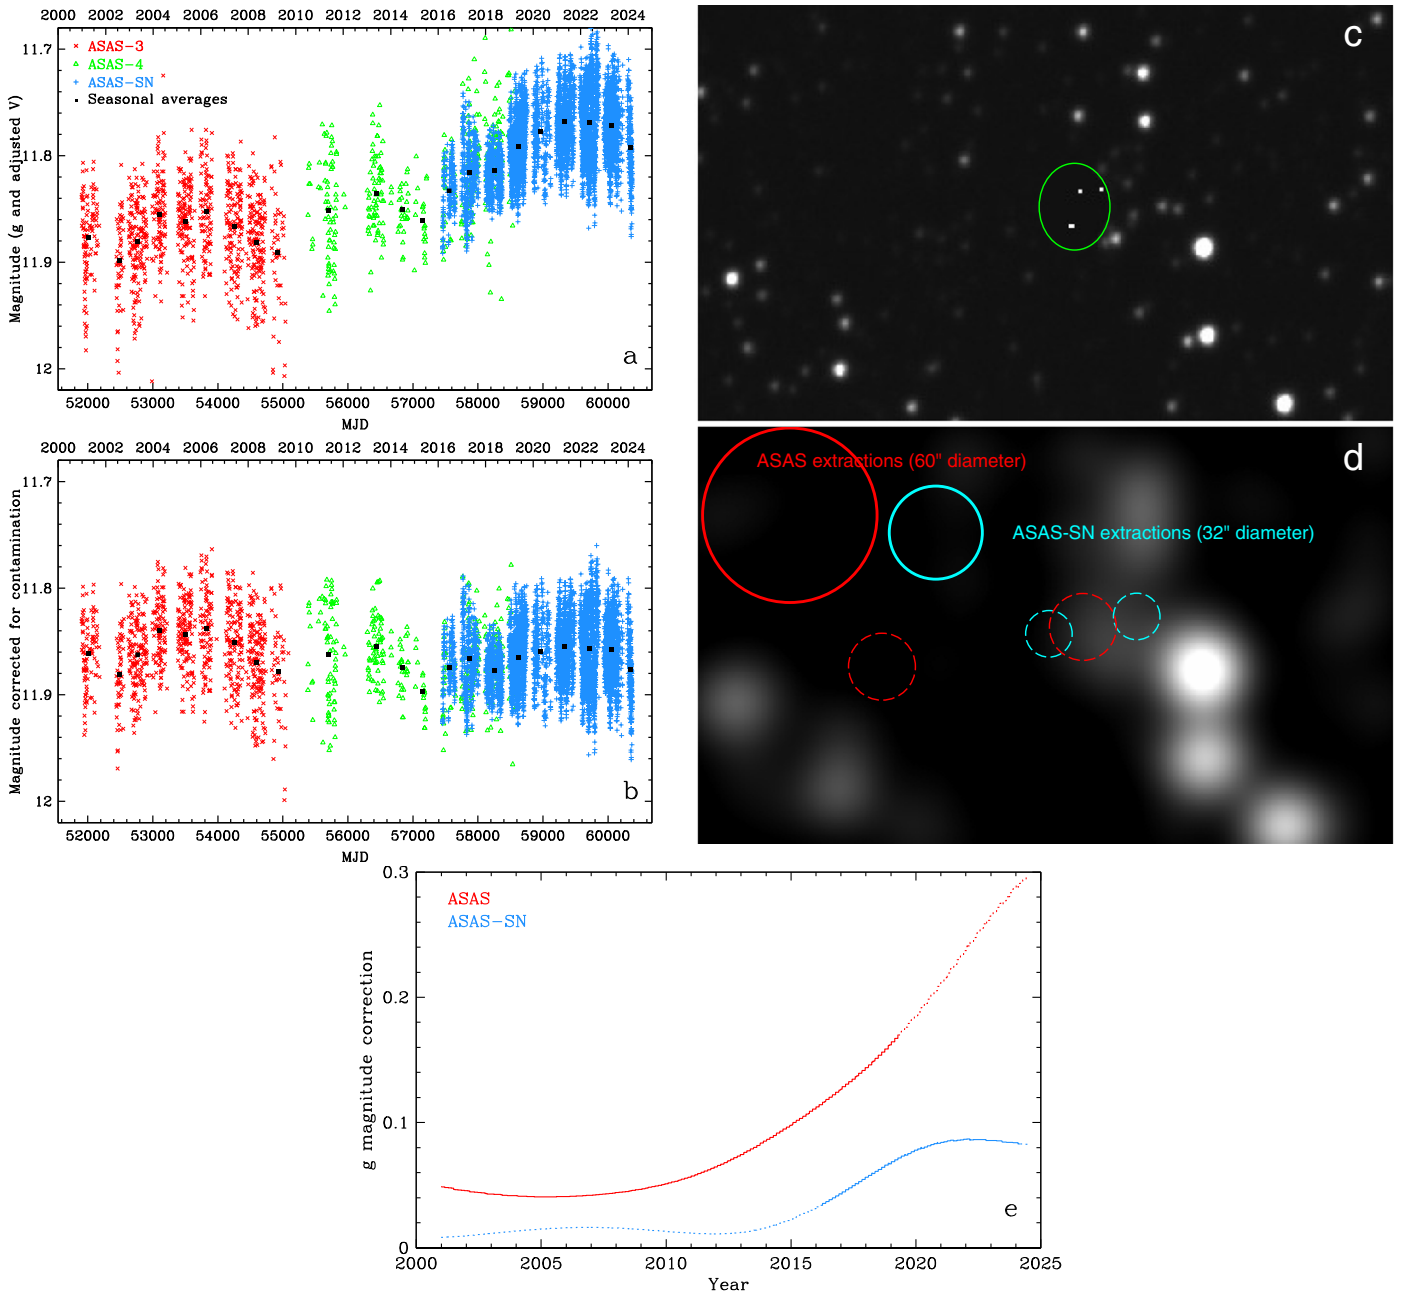 2000 2002 2004 2006 2008 2010 2012 2014 2016 2018 2020 2022 2024
ASAS-3
ASAS-4
ASAS-SN
Seasonal averages
11.7
11.8
11.9
12
Magnitude (g and adjusted V)
a
52000 53000 54000 55000 56000 57000 58000 59000 60000
MJD
2000 2002 2004 2006 2008 2010 2012 2014 2016 2018 2020 2022 2024
11.7
11.8
11.9
12
Magnitude corrected for contamination
b
52000 53000 54000 55000 56000 57000 58000 59000 60000
MJD
c
d
ASAS extractions (60" diameter)
ASAS-SN extractions (32" diameter)
0.3
0.2
0.1
0
g magnitude correction
ASAS
ASAS-SN
e
2000 2005 2010 2015 2020 2025
Year